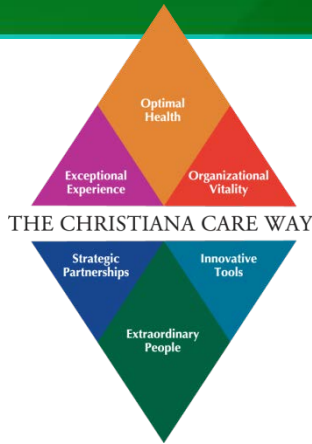 Optimal
Health
Exceptional
Experience
Organizational
Vitality
THE CHRISTIANA CARE WAY
Strategic
Partnerships
Innovative
Tools
Extraordinary
People